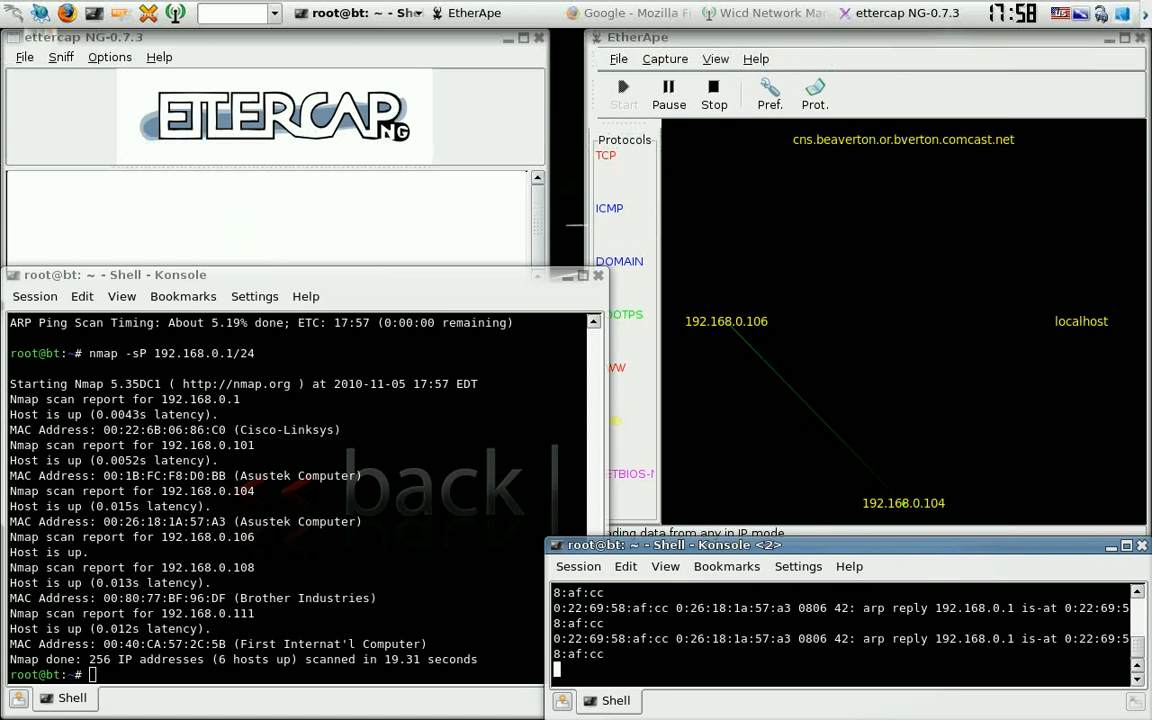 root@bt: ~ - She
EtherApe
Google - Mozilla Fi
Wicd Network Ma
ettercap NG-0.7.3
17:58
US
ettercap NG-0.7.3
File Sniff Options Help
ETTERCAP
NG
EtherApe
File Capture View Help
Start Pause Stop Pref. Prot.
Protocols
TCP
ICMP
DOMAIN
OOTPS
WW
ETBIOS-N
cns.beaverton.or.bverton.comcast.net
192.168.0.106
localhost
192.168.0.104
ading data from any in IP mode
root@bt: ~ - Shell - Konsole
Session Edit View Bookmarks Settings Help
ARP Ping Scan Timing: About 5.19% done; ETC: 17:57 (0:00:00 remaining)
root@bt:~# nmap -sP 192.168.0.1/24
Starting Nmap 5.35DC1 ( http://nmap.org ) at 2010-11-05 17:57 EDT
Nmap scan report for 192.168.0.1
Host is up (0.0043s latency).
MAC Address: 00:22:6B:06:86:C0 (Cisco-Linksys)
Nmap scan report for 192.168.0.101
Host is up (0.0052s latency).
MAC Address: 00:1B:FC:F8:D0:BB (Asustek Computer)
Nmap scan report for 192.168.0.104
Host is up (0.015s latency).
MAC Address: 00:26:18:1A:57:A3 (Asustek Computer)
Nmap scan report for 192.168.0.106
Host is up.
Nmap scan report for 192.168.0.108
Host is up (0.013s latency).
MAC Address: 00:80:77:BF:96:DF (Brother Industries)
Nmap scan report for 192.168.0.111
Host is up (0.012s latency).
MAC Address: 00:40:CA:57:2C:5B (First Internat'l Computer)
Nmap done: 256 IP addresses (6 hosts up) scanned in 19.31 seconds
root@bt:~#
<< back |
Shell
root@bt: ~ - Shell - Konsole <2>
Session Edit View Bookmarks Settings Help
8:af:cc
0:22:69:58:af:cc 0:26:18:1a:57:a3 0806 42: arp reply 192.168.0.1 is-at 0:22:69:5
8:af:cc
0:22:69:58:af:cc 0:26:18:1a:57:a3 0806 42: arp reply 192.168.0.1 is-at 0:22:69:5
8:af:cc
Shell